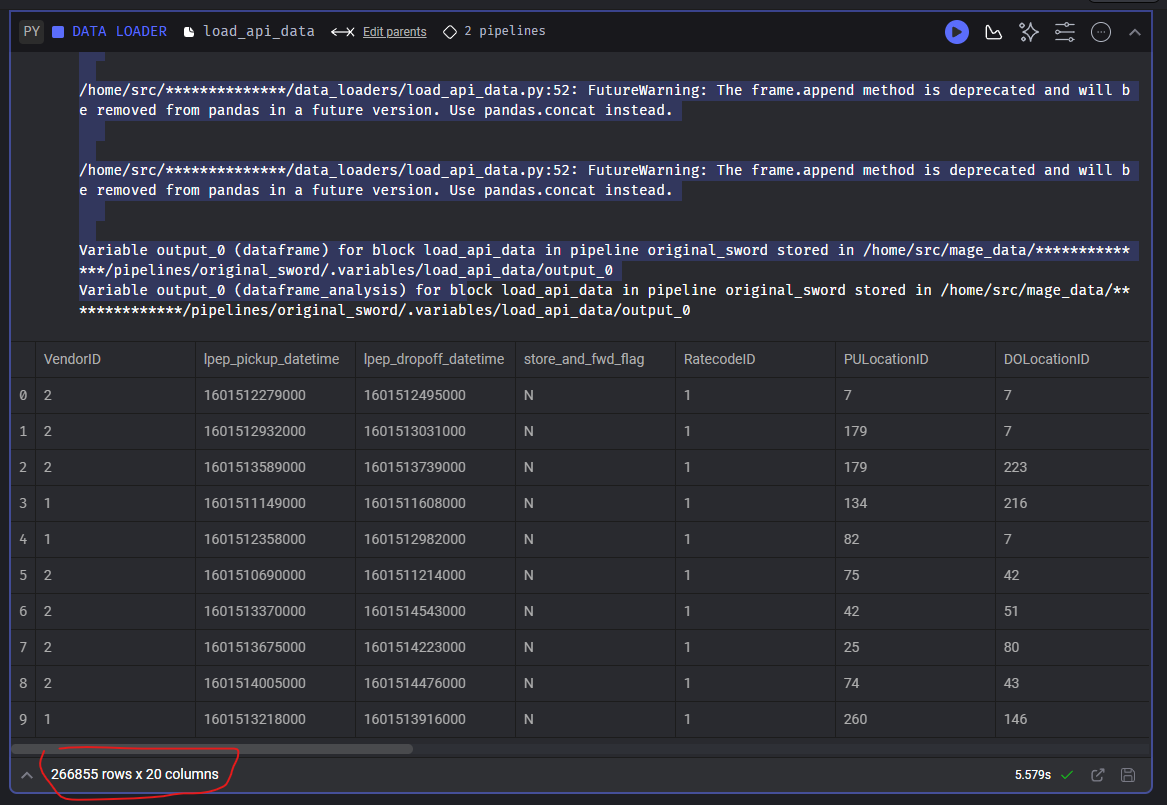 PY DATA LOADER load_api_data Edit parents 2 pipelines
/home/src/**************/data_loaders/load_api_data.py:52: FutureWarning: The frame.append method is deprecated and will b
e removed from pandas in a future version. Use pandas.concat instead.
/home/src/**************/data_loaders/load_api_data.py:52: FutureWarning: The frame.append method is deprecated and will b
e removed from pandas in a future version. Use pandas.concat instead.
Variable output_0 (dataframe) for block load_api_data in pipeline original_sword stored in /home/src/mage_data/***********
***/pipelines/original_sword/.variables/load_api_data/output_0
Variable output_0 (dataframe_analysis) for block load_api_data in pipeline original_sword stored in /home/src/mage_data/**
************/pipelines/original_sword/.variables/load_api_data/output_0
VendorID lpep_pickup_datetime lpep_dropoff_datetime store_and_fwd_flag RatecodeID PULocationID DOLocationID
0 2 1601512279000 1601512495000 N 1 7 7
1 2 1601512932000 1601513031000 N 1 179 7
2 2 1601513589000 1601513739000 N 1 179 223
3 1 1601511149000 1601511608000 N 1 134 216
4 1 1601512358000 1601512982000 N 1 82 7
5 2 1601510690000 1601511214000 N 1 75 42
6 2 1601513370000 1601514543000 N 1 42 51
7 2 1601513675000 1601514223000 N 1 25 80
8 2 1601514005000 1601514476000 N 1 74 43
9 1 1601513218000 1601513916000 N 1 260 146
266855 rows x 20 columns 5.579s